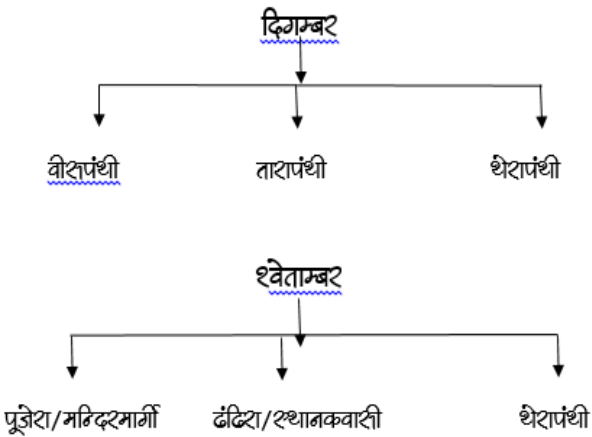 दिगम्बर
वीसपंथी तारापंथी थेरापंथी
श्वेताम्बर
पूजेरा/मन्दिरमार्गी ढंढिरा/स्थानकवासी थेरापंथी